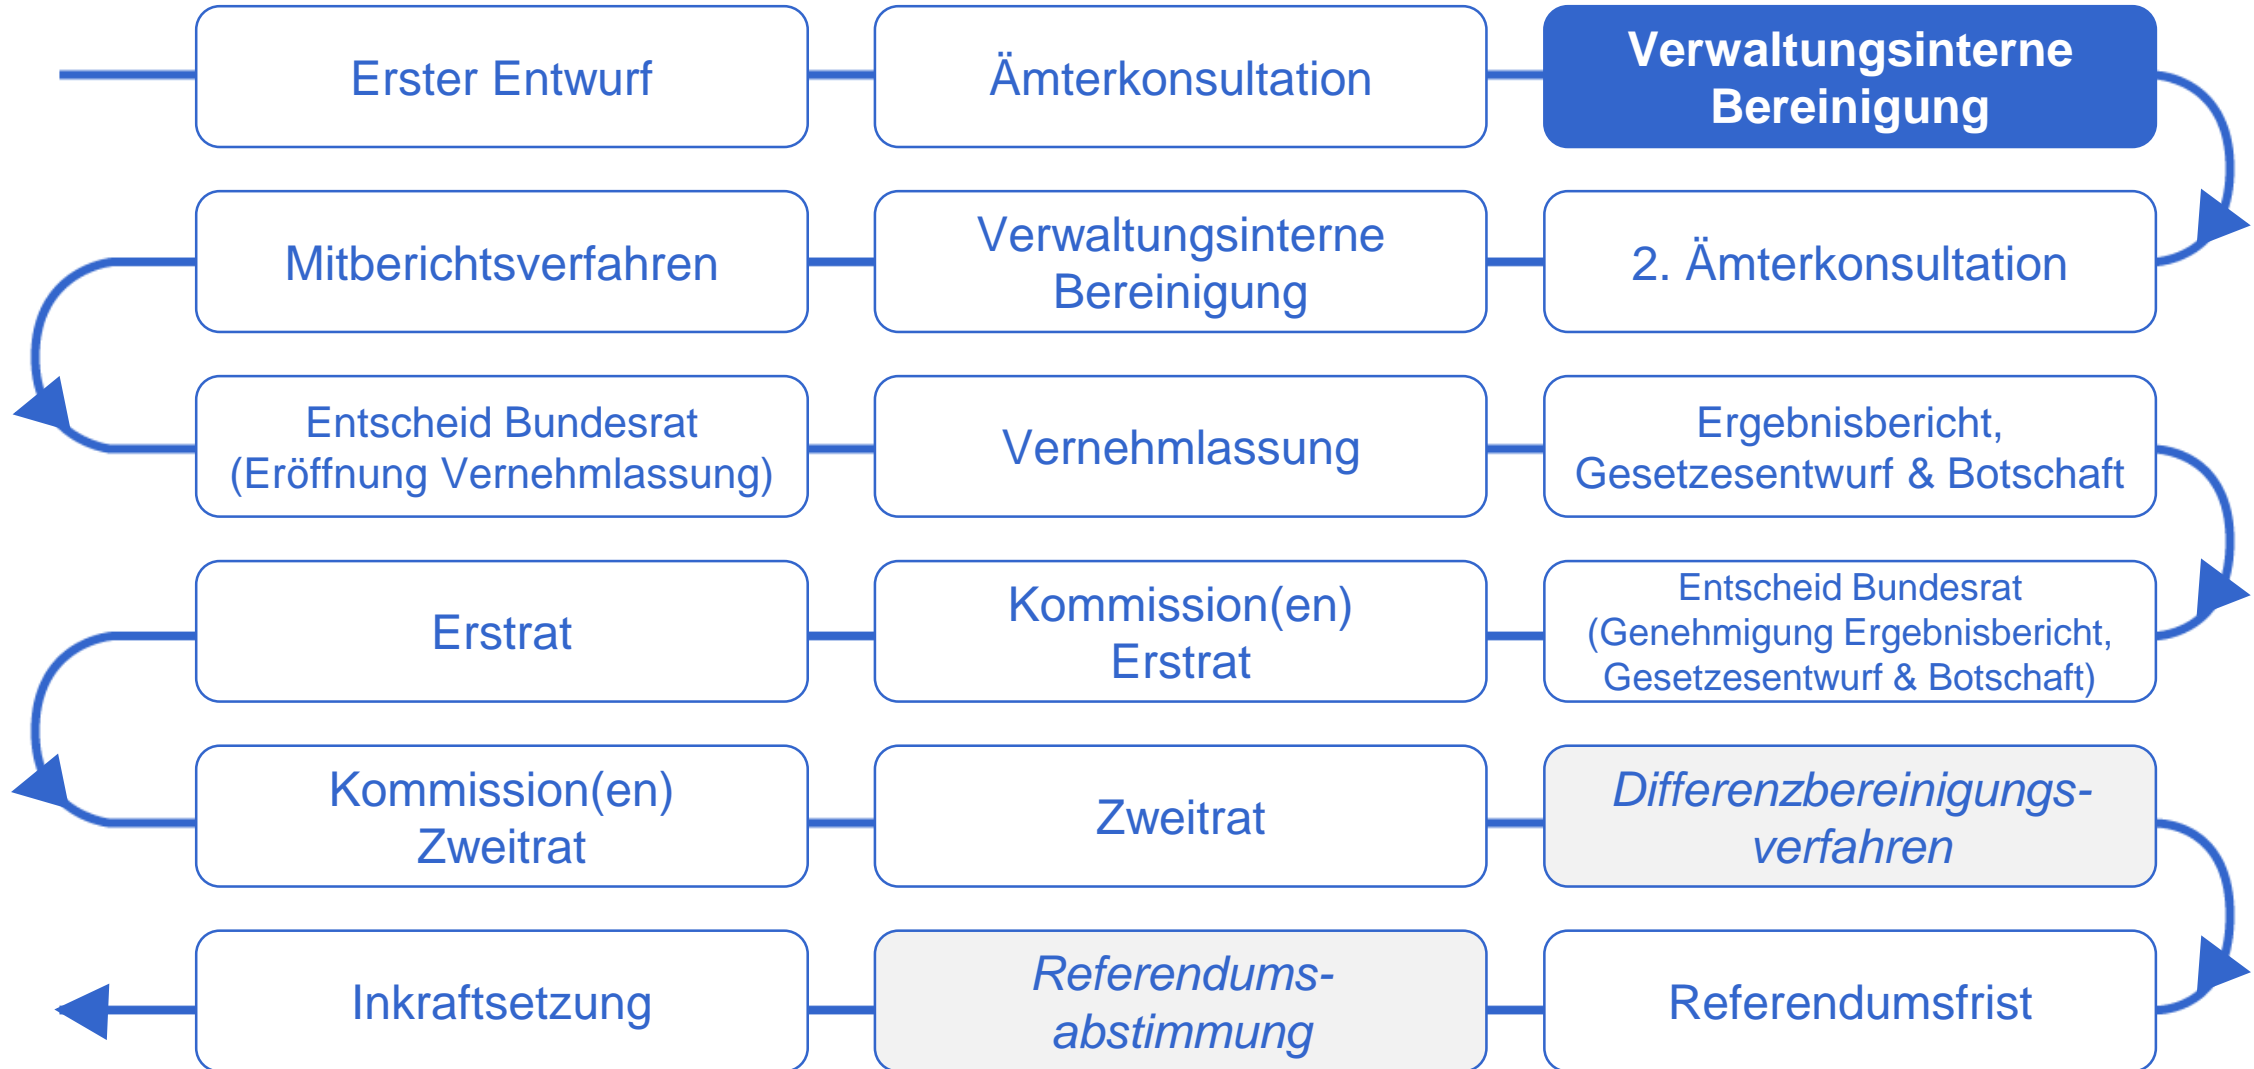 Erster Entwurf
Ämterkonsultation
Verwaltungsinterne
Bereinigung
Mitberichtsverfahren
Verwaltungsinterne
Bereinigung
2. Ämterkonsultation
Entscheid Bundesrat
(Eröffnung Vernehmlassung)
Vernehmlassung
Ergebnisbericht,
Gesetzesentwurf & Botschaft
Erstrat
Kommission(en)
Erstrat
Entscheid Bundesrat
(Genehmigung Ergebnisbericht,
Gesetzesentwurf & Botschaft)
Kommission(en)
Zweitrat
Zweitrat
Differenzbereinigungs-
verfahren
Inkraftsetzung
Referendums-
abstimmung
Referendumsfrist